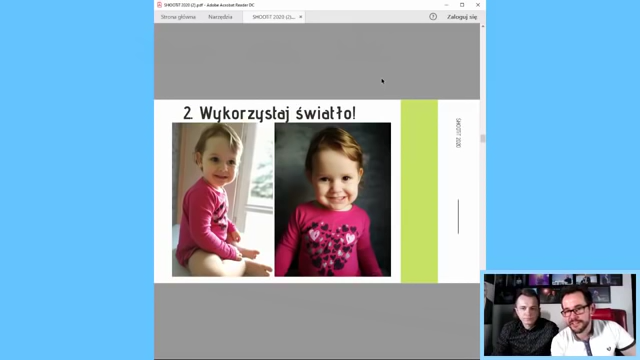 SHOOT! 2020 (2).pdf - Adobe Acrobat Reader DC
Strona główna
Narzędzia
SHOOT! 2020 (2)....
Zaloguj się
2. Wykorzystaj światło!
SHOOT! 2020